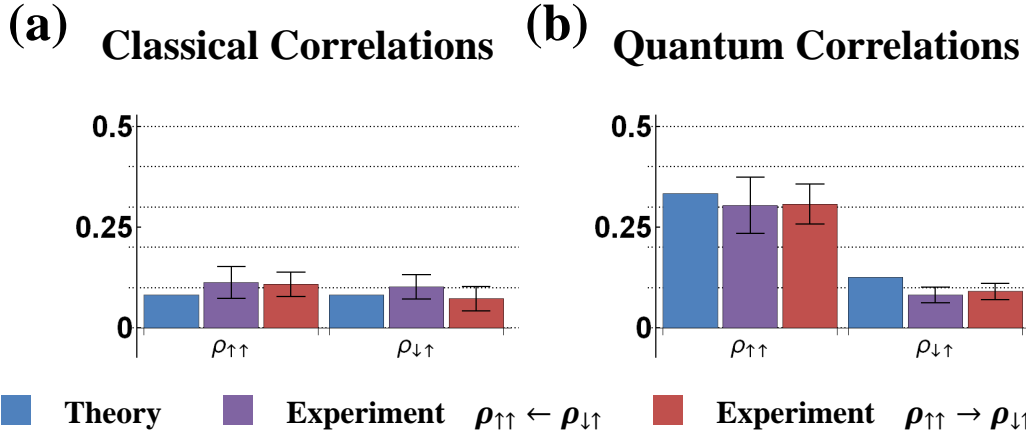 (a) Classical Correlations (b) Quantum Correlations
0.5 0.5
0.25 0.25
0 0
ρ↑↑ ρ↓↑ ρ↑↑ ρ↓↑
Theory Experiment ρ↑↑ ← ρ↓↑ Experiment ρ↑↑ → ρ↓↑